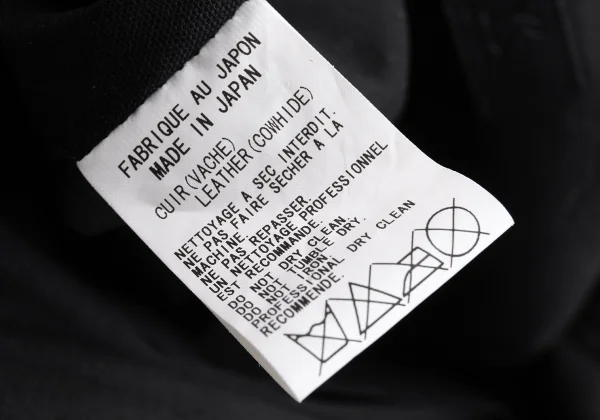 FABRIQUE AU JAPON
MADE IN JAPAN
CUIR(VACHE)
LEATHER(COWHIDE)
NETTOYAGE A SEC INTERDIT.
NE PAS FAIRE SECHER A LA
MACHINE.
NE PAS REPASSER.
UN NETTOYAGE PROFESSIONNEL
EST RECOMMANDE.
DO NOT DRY CLEAN.
DO NOT TUMBLE DRY.
DO NOT IRON.
PROFESSIONAL DRY CLEAN
RECOMMENDE.